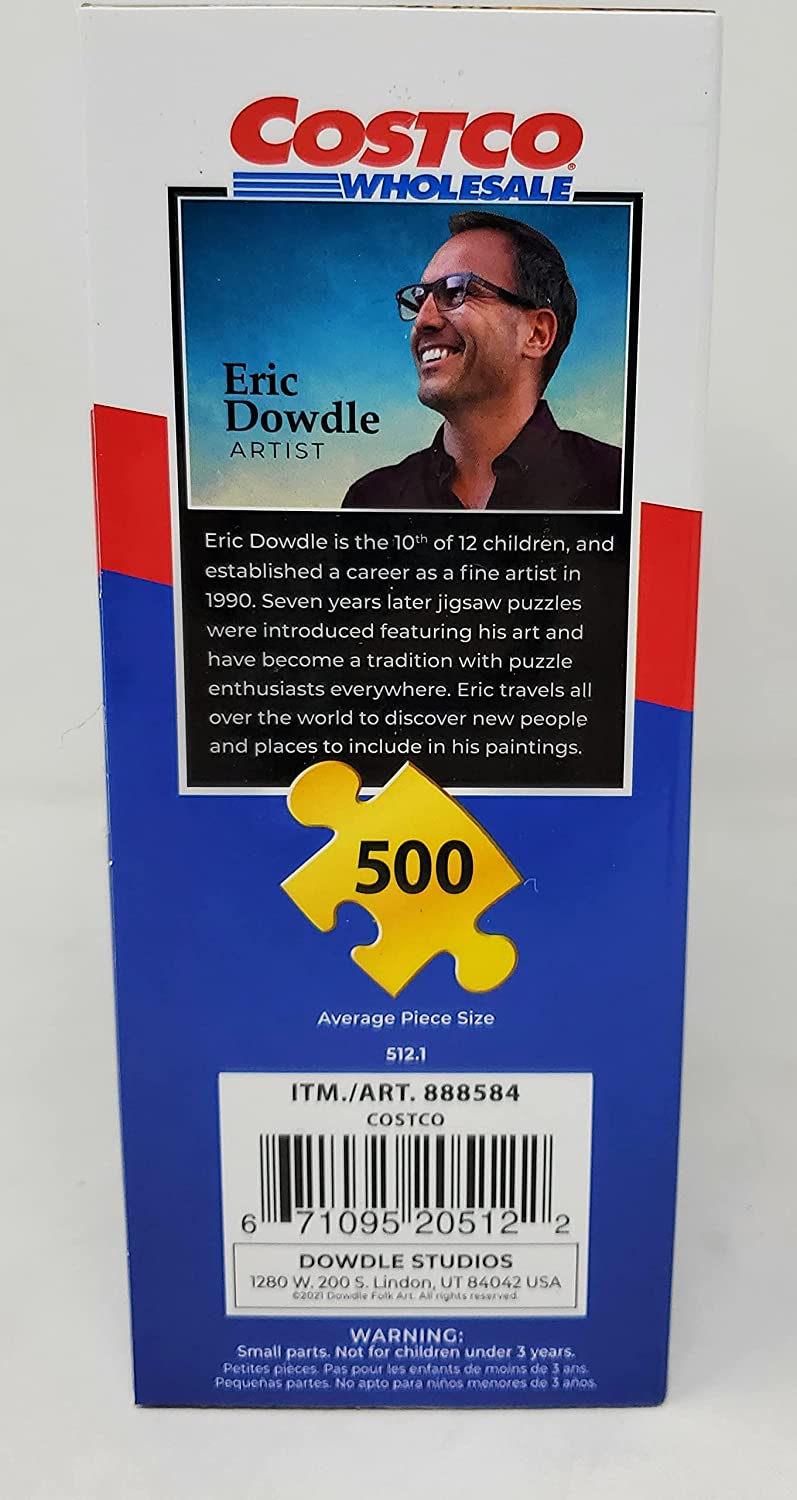 COSTCO®
WHOLESALE
Eric
Dowdle
ARTIST
Eric Dowdle is the 10th of 12 children, and
established a career as a fine artist in
1990. Seven years later jigsaw puzzles
were introduced featuring his art and
have become a tradition with puzzle
enthusiasts everywhere. Eric travels all
over the world to discover new people
and places to include in his paintings.
500
Average Piece Size
512.1
ITM./ART. 888584
COSTCO
6 71095 20512 2
DOWDLE STUDIOS
1280 W. 200 S. Lindon, UT 84042 USA
©2021 Dowdle Folk Art. All rights reserved.
WARNING:
Small parts. Not for children under 3 years.
Petites pièces. Pas pour les enfants de moins de 3 ans.
Pequeñas partes. No apto para niños menores de 3 años.